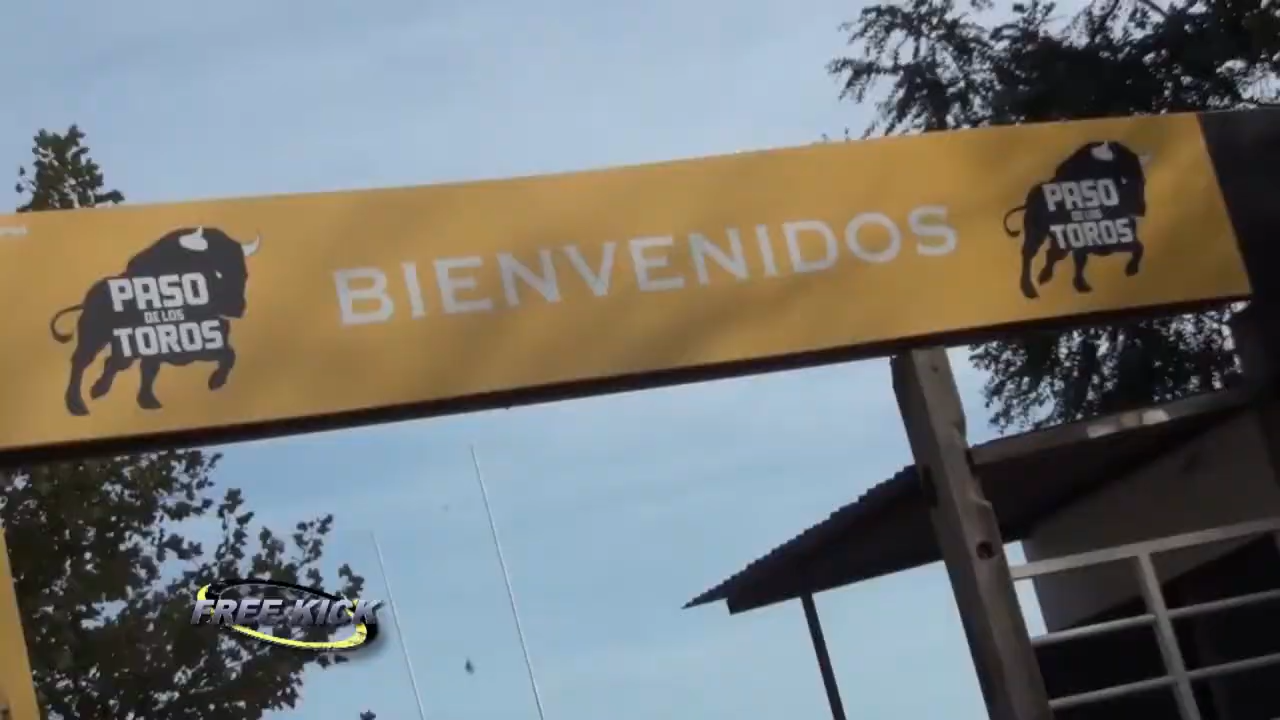 PASO
DE LOS
TOROS
BIENVENIDOS
PASO
DE LOS
TOROS
FREE KICK